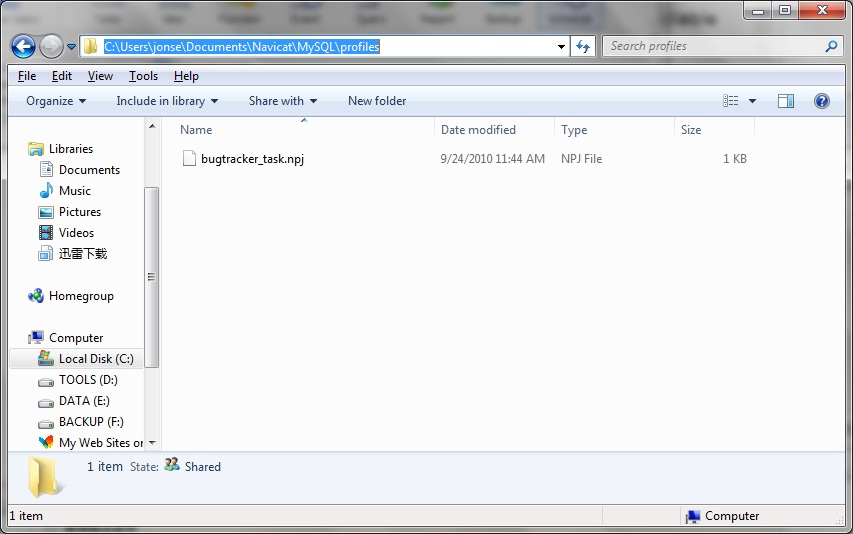 C:\Users\jonse\Documents\Navicat\MySQL\profiles
Search profiles
File Edit View Tools Help
Organize Include in library Share with New folder
Name Date modified Type Size
bugtracker_task.npj 9/24/2010 11:44 AM NPJ File 1 KB
Libraries
Documents
Music
Pictures
Videos
迅雷下载
Homegroup
Computer
Local Disk (C:)
TOOLS (D:)
DATA (E:)
BACKUP (F:)
My Web Sites or
1 item State: Shared
1 item
Computer